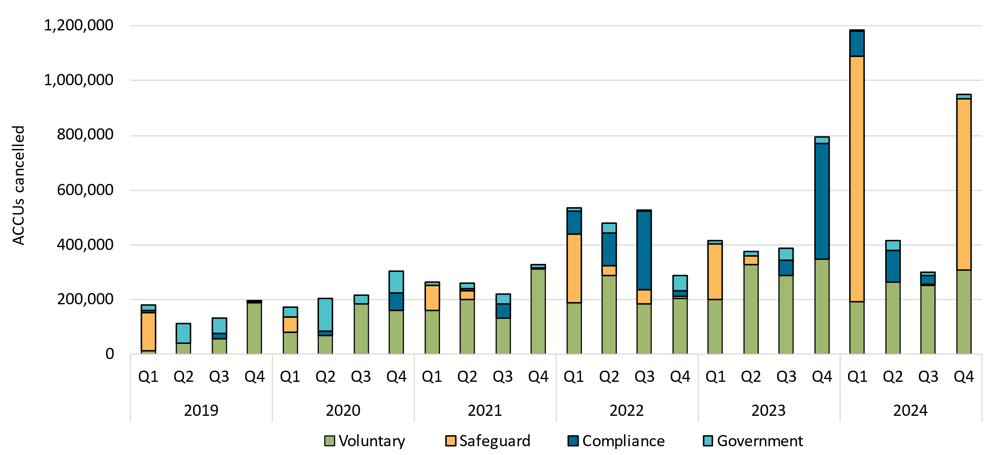 1,200,000
1,000,000
800,000
600,000
400,000
200,000
0
ACCUs cancelled
Q1 Q2 Q3 Q4 Q1 Q2 Q3 Q4 Q1 Q2 Q3 Q4 Q1 Q2 Q3 Q4 Q1 Q2 Q3 Q4 Q1 Q2 Q3 Q4
2019 2020 2021 2022 2023 2024
Voluntary Safeguard Compliance Government